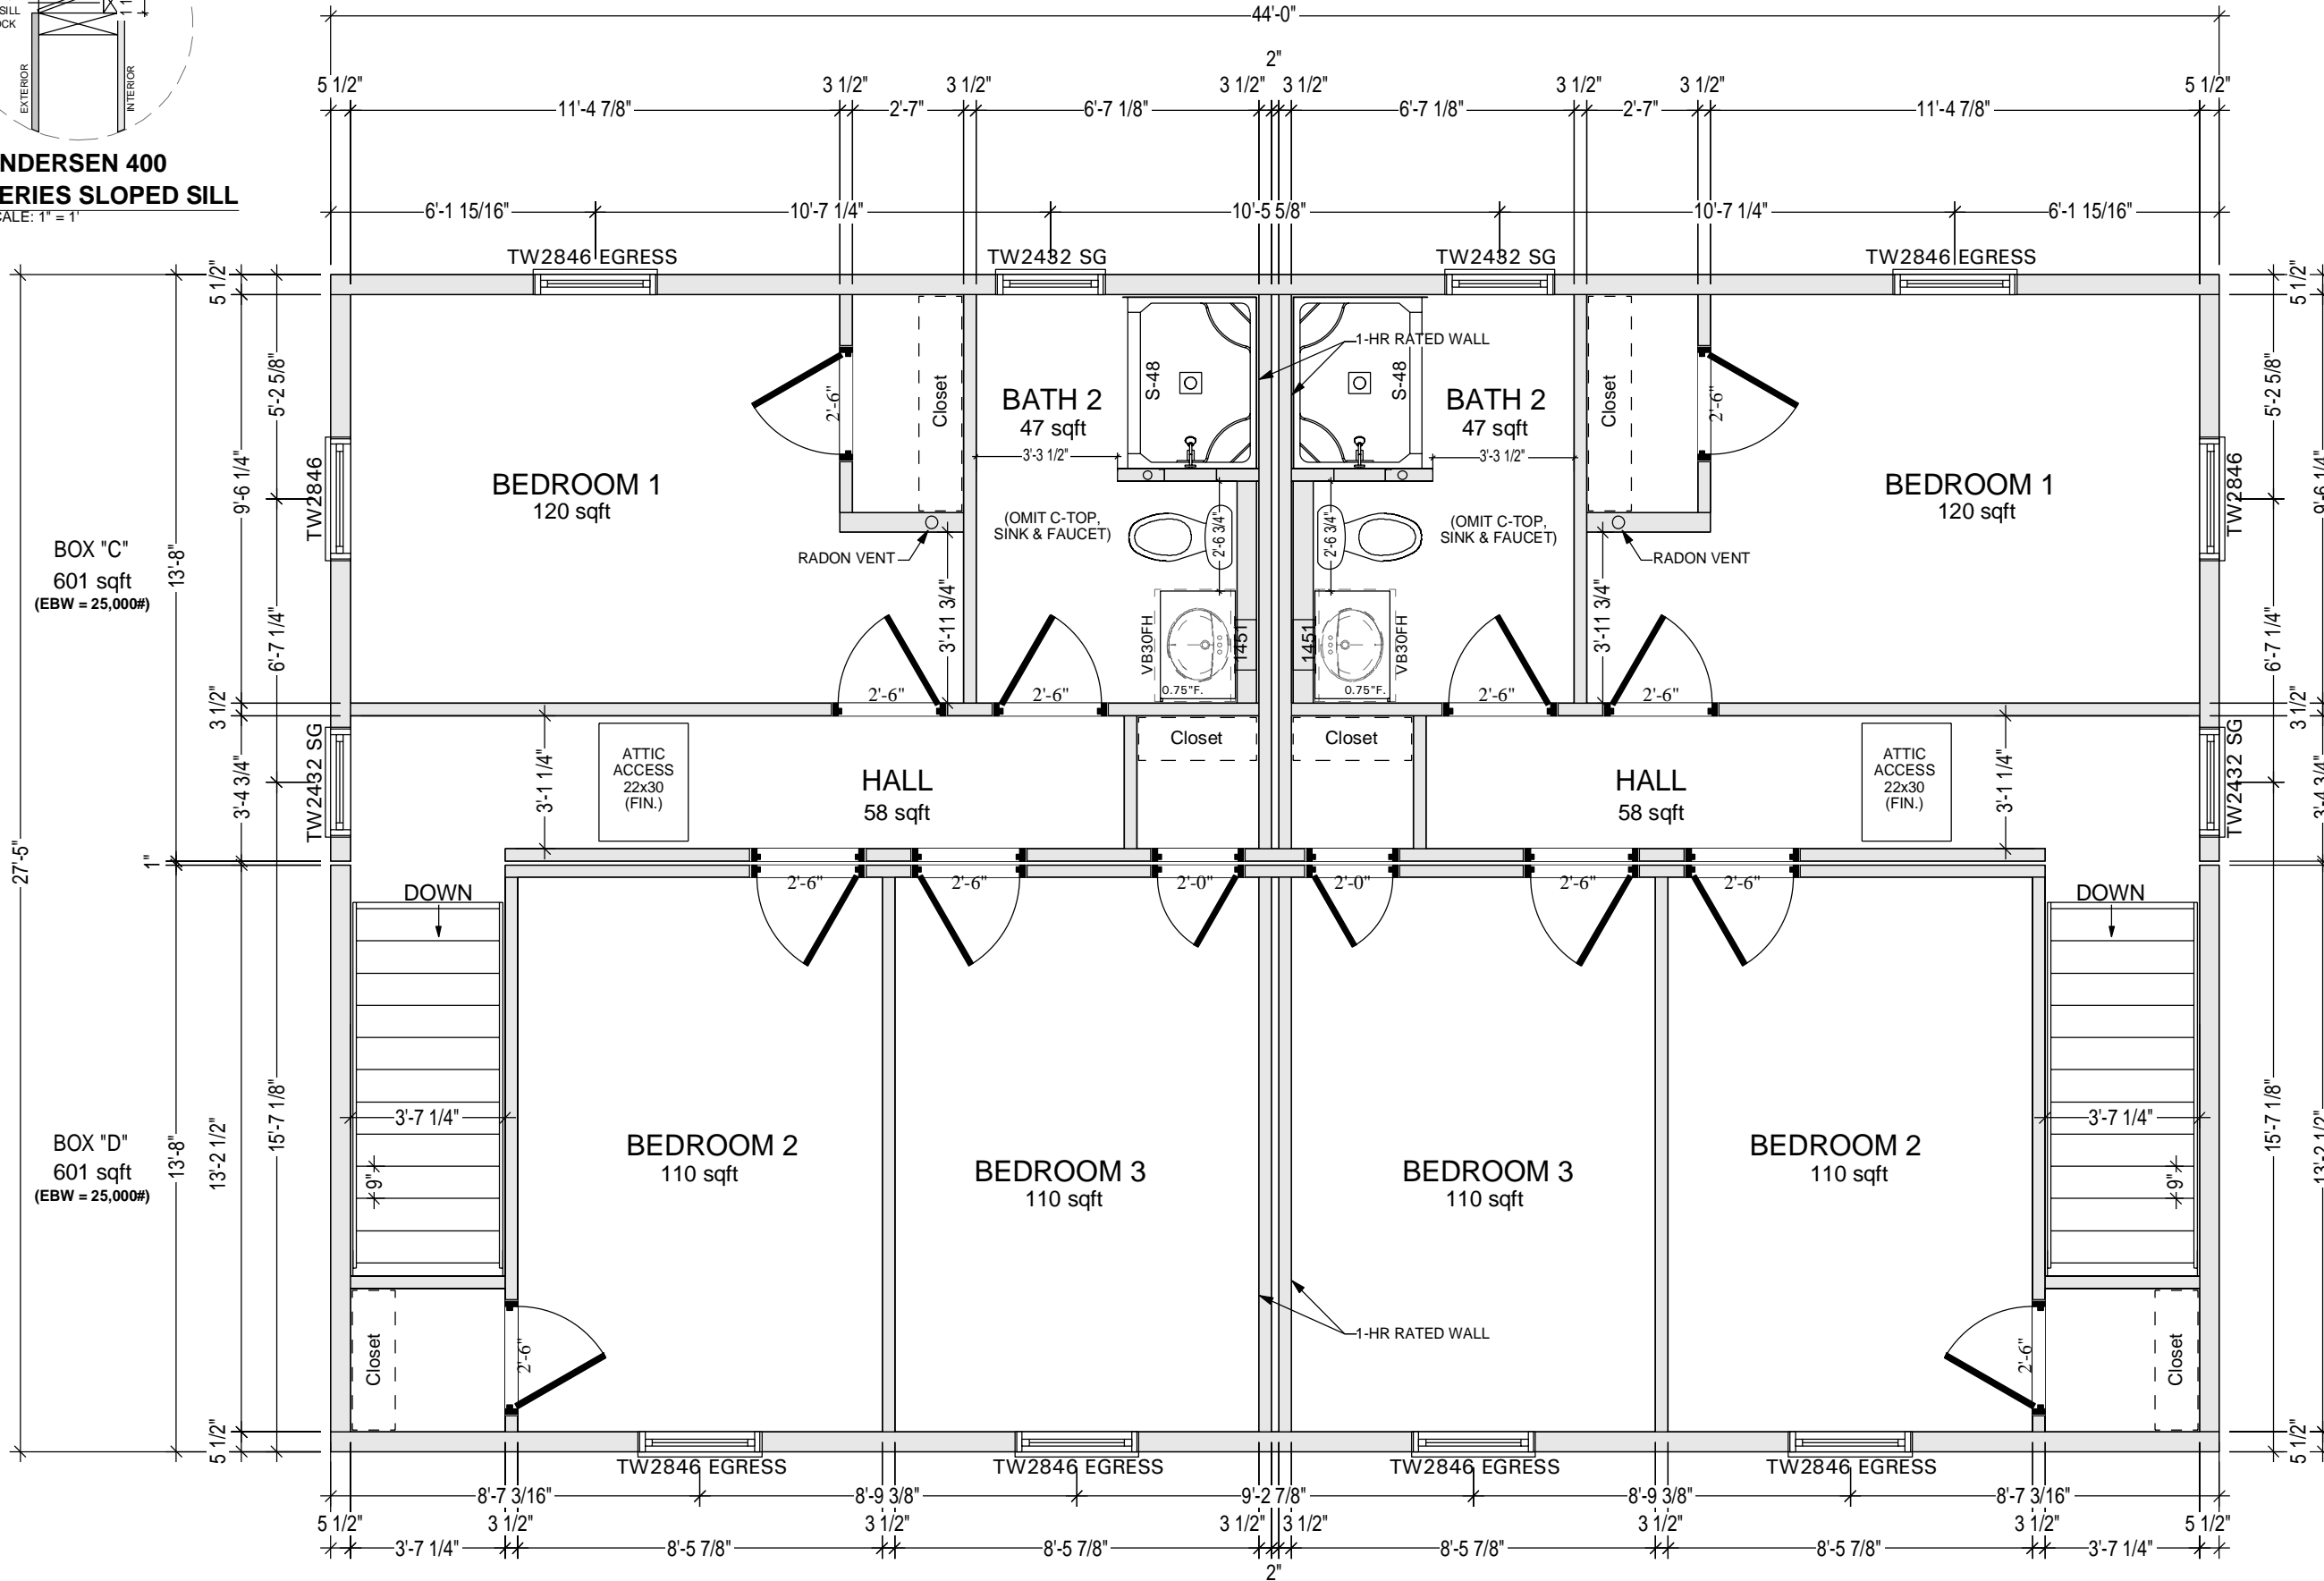 SILL
OCK
EXTERIOR
INTERIOR
NDERSEN 400
ERIES SLOPED SILL
CALE: 1" = 1'
44'-0"
2"
5 1/2"
3 1/2"
3 1/2"
3 1/2"
3 1/2"
3 1/2"
3 1/2"
5 1/2"
11'-4 7/8"
2'-7"
6'-7 1/8"
6'-7 1/8"
2'-7"
11'-4 7/8"
6'-1 15/16"
10'-7 1/4"
10'-5 5/8"
10'-7 1/4"
6'-1 15/16"
TW2846 EGRESS
TW2432 SG
TW2432 SG
TW2846 EGRESS
27'-5"
13'-8"
5 1/2"
9'-6 1/4"
3 1/2"
3'-4 3/4"
5'-2 5/8"
6'-7 1/4"
15'-7 1/8"
1"
13'-8"
13'-2 1/2"
5 1/2"
BOX "C"
601 sqft
(EBW = 25,000#)
BOX "D"
601 sqft
(EBW = 25,000#)
TW2846
TW2432 SG
BEDROOM 1
120 sqft
2'-6"
Closet
RADON VENT
3'-11 3/4"
2'-6"
BATH 2
47 sqft
3'-3 1/2"
(OMIT C-TOP,
SINK & FAUCET)
S-48
2'-6 3/4"
VB30FH
1451
0.75"F.
2'-6"
1-HR RATED WALL
S-48
BATH 2
47 sqft
3'-3 1/2"
(OMIT C-TOP,
SINK & FAUCET)
2'-6 3/4"
1451
VB30FH
0.75"F.
2'-6"
Closet
2'-6"
RADON VENT
3'-11 3/4"
2'-6"
BEDROOM 1
120 sqft
TW2846
TW2432 SG
5 1/2"
9'-6 1/4"
3 1/2"
3'-4 3/4"
5'-2 5/8"
6'-7 1/4"
15'-7 1/8"
13'-2 1/2"
5 1/2"
3'-1 1/4"
ATTIC
ACCESS
22x30
(FIN.)
HALL
58 sqft
Closet
Closet
HALL
58 sqft
ATTIC
ACCESS
22x30
(FIN.)
3'-1 1/4"
DOWN
2'-6"
2'-6"
2'-0"
2'-0"
2'-6"
2'-6"
DOWN
3'-7 1/4"
9"
BEDROOM 2
110 sqft
BEDROOM 3
110 sqft
BEDROOM 3
110 sqft
BEDROOM 2
110 sqft
3'-7 1/4"
9"
1-HR RATED WALL
Closet
2'-6"
2'-6"
Closet
TW2846 EGRESS
TW2846 EGRESS
TW2846 EGRESS
TW2846 EGRESS
8'-7 3/16"
8'-9 3/8"
9'-2 7/8"
8'-9 3/8"
8'-7 3/16"
5 1/2"
3 1/2"
3 1/2"
3 1/2"
3 1/2"
3 1/2"
3 1/2"
5 1/2"
3'-7 1/4"
8'-5 7/8"
8'-5 7/8"
8'-5 7/8"
8'-5 7/8"
3'-7 1/4"
2"